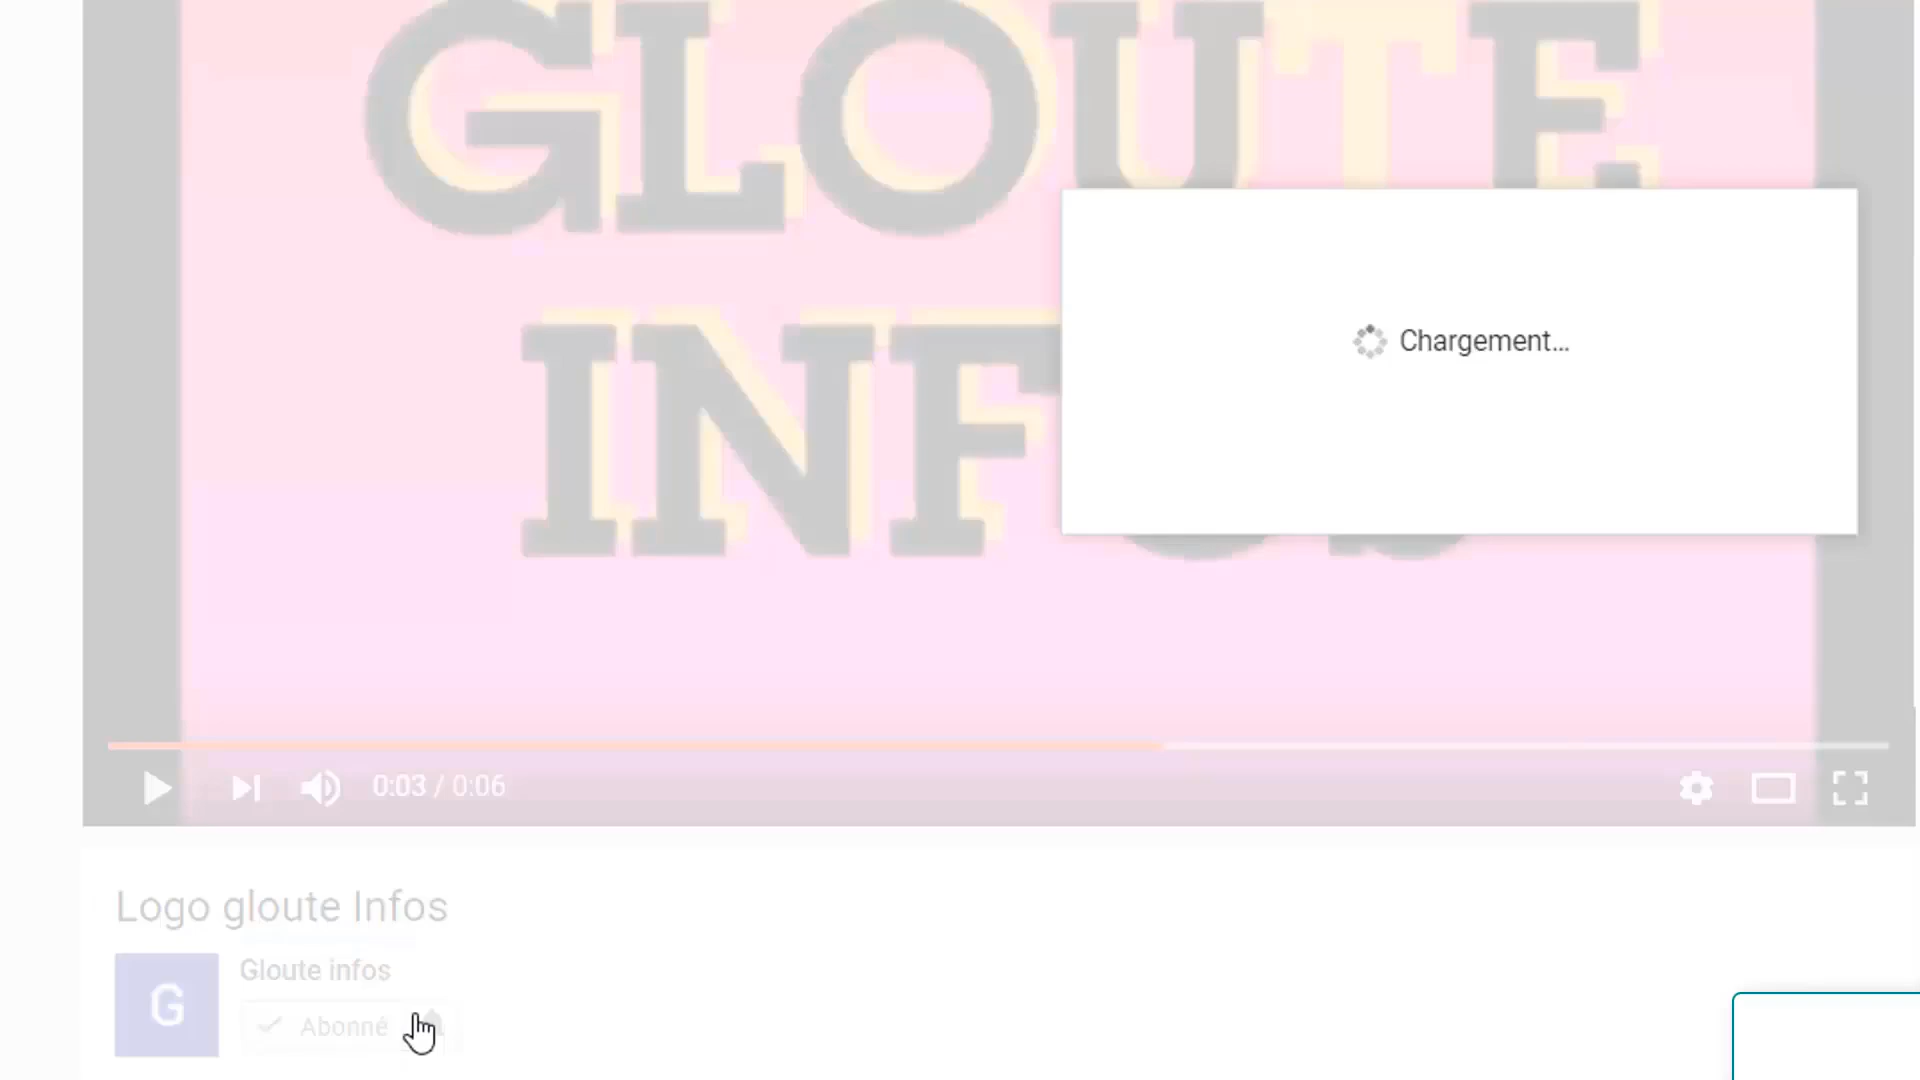 GLOUTE
INF
Chargement...
0:03 / 0:06
Logo gloute Infos
G
Gloute infos
Abonné